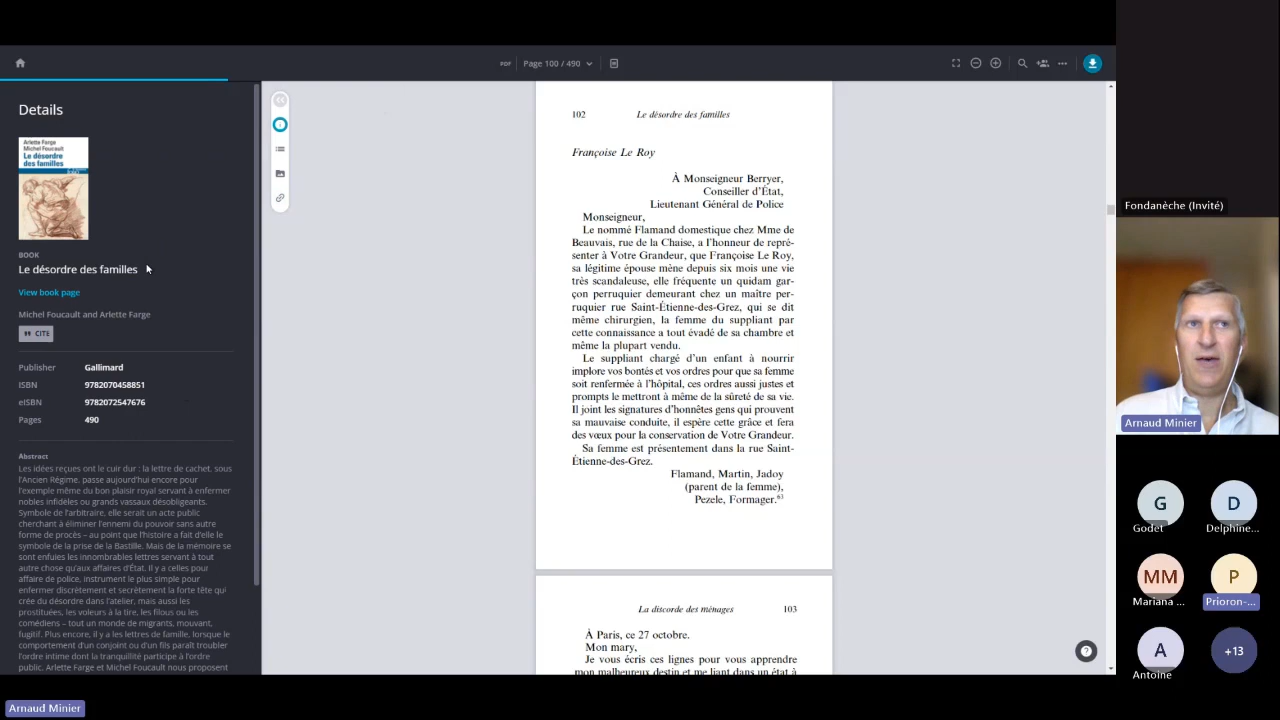 PDF
Page 100 / 490
Details
Arlette Farge
Michel Foucault
Le désordre
des familles
BOOK
Le désordre des familles
View book page
Michel Foucault and Arlette Farge
CITE
Publisher Gallimard
ISBN 9782070458851
eISBN 9782072547676
Pages 490
Abstract
Les idées reçues ont le cuir dur : la lettre de cachet, sous
l'Ancien Régime, passe aujourd'hui encore pour
l'exemple même du bon plaisir royal servant à enfermer
nobles infidèles ou grands vassaux désobligeants.
Symbole de l'arbitraire, elle serait un acte public
cherchant à éliminer l'ennemi du pouvoir sans autre
forme de procès – au point que l'histoire a fait d'elle le
symbole de la prise de la Bastille. Mais de la mémoire se
sont enfuies les innombrables lettres servant à tout
autre chose qu'aux affaires d'État. Il y a celles pour
affaire de police, instrument le plus simple pour
enfermer discrètement et secrètement la forte tête qui
crée du désordre dans l'atelier, mais aussi les
prostituées, les voleurs à la tire, les filous ou les
comédiens – tout un monde de migrants, mouvant,
fugitif. Plus encore, il y a les lettres de famille, lorsque le
comportement d'un conjoint ou d'un fils paraît troubler
l'ordre intime dont la tranquillité participe à l'ordre
public. Arlette Farge et Michel Foucault nous proposent
102 Le désordre des familles
Françoise Le Roy
À Monseigneur Berryer,
Conseiller d'État,
Lieutenant Général de Police
Monseigneur,
Le nommé Flamand domestique chez Mme de
Beauvais, rue de la Chaise, a l'honneur de repré-
senter à Votre Grandeur, que Françoise Le Roy,
sa légitime épouse mène depuis six mois une vie
très scandaleuse, elle fréquente un quidam gar-
çon perruquier demeurant chez un maître per-
ruquier rue Saint-Étienne-des-Grez, qui se dit
même chirurgien, la femme du suppliant par
cette connaissance a tout évadé de sa chambre et
même la plupart vendu.
Le suppliant chargé d'un enfant à nourrir
implore vos bontés et vos ordres pour que sa femme
soit renfermée à l'hôpital, ces ordres aussi justes et
prompts le mettront à même de la sûreté de sa vie.
Il joint les signatures d'honnêtes gens qui prouvent
sa mauvaise conduite, il espère cette grâce et fera
des vœux pour la conservation de Votre Grandeur.
Sa femme est présentement dans la rue Saint-
Étienne-des-Grez.
Flamand, Martin, Jadoy
(parent de la femme),
Pezele, Formager.63
La discorde des ménages 103
À Paris, ce 27 octobre.
Mon mary,
Je vous écris ces lignes pour vous apprendre
mon malheureux destin et me liant dans un état à
Fondanèche (Invité)
Arnaud Minier
G
Godet
D
Delphine...
MM
Mariana ...
P
Prioron-...
A
Antoine
+13
Arnaud Minier